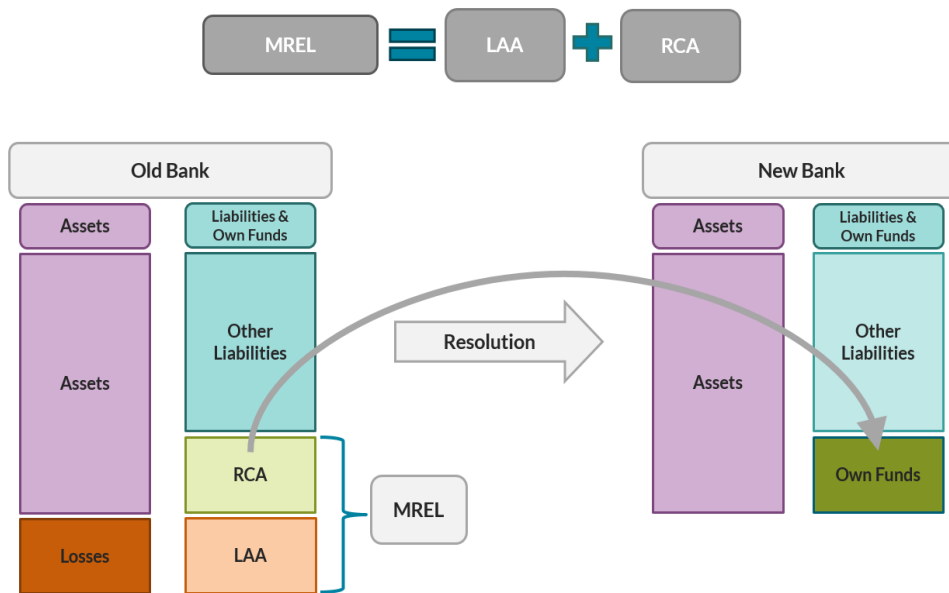 MREL
LAA
RCA
Old Bank
New Bank
Assets
Liabilities &
Own Funds
Assets
Liabilities &
Own Funds
Assets
Other
Liabilities
Resolution
Assets
Other
Liabilities
RCA
MREL
Own Funds
Losses
LAA